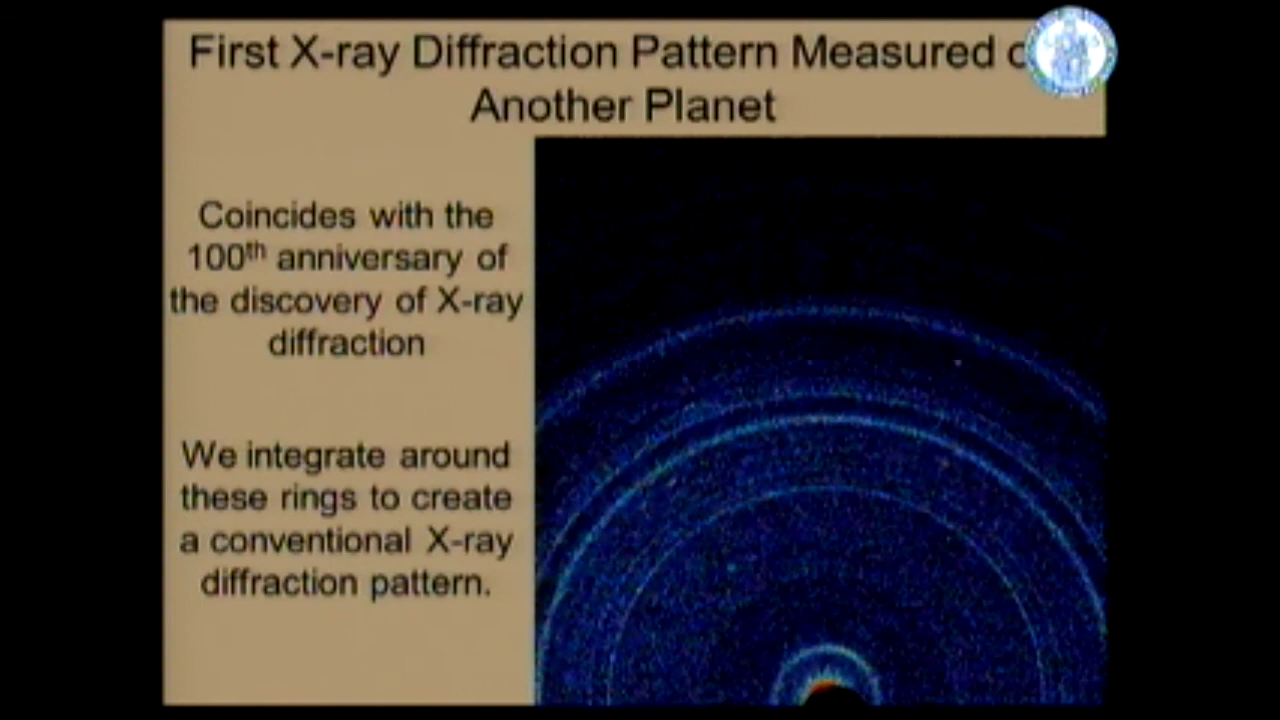 First X-ray Diffraction Pattern Measured
Another Planet
Coincides with the
100th anniversary of
the discovery of X-ray
diffraction
We integrate around
these rings to create
a conventional X-ray
diffraction pattern.